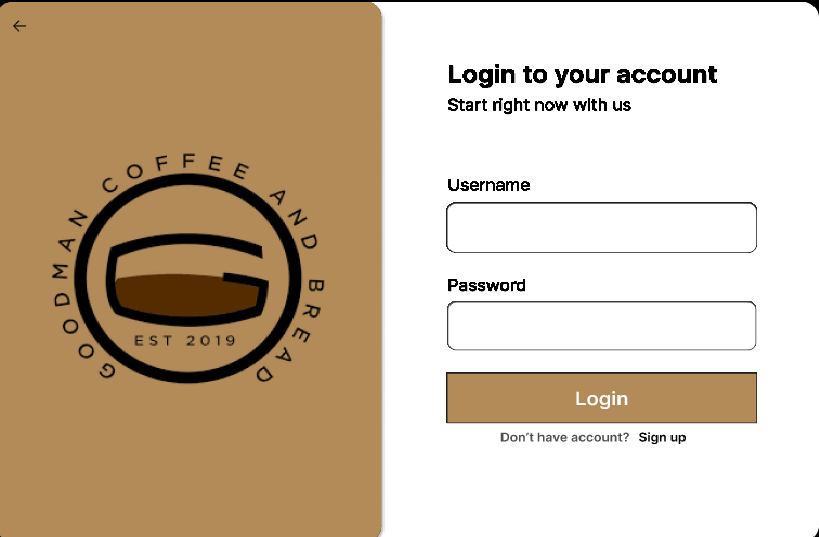 GOODMAN COFFEE AND BREAD
EST 2019
Login to your account
Start right now with us
Username
Password
Login
Don't have account? Sign up